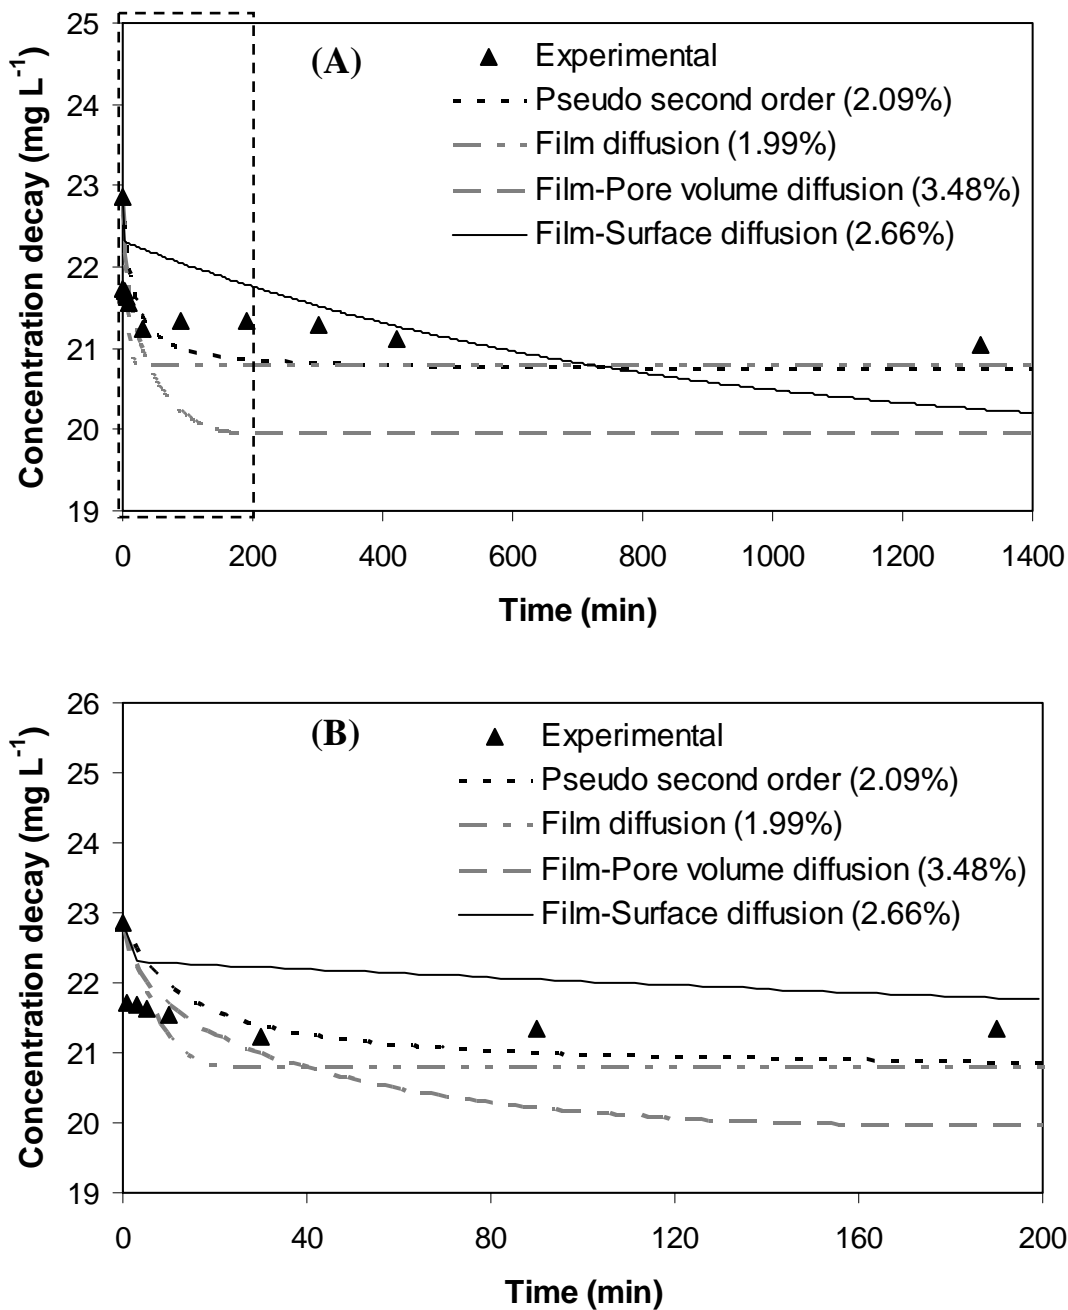 (A)
Experimental
Pseudo second order (2.09%)
Film diffusion (1.99%)
Film-Pore volume diffusion (3.48%)
Film-Surface diffusion (2.66%)
Concentration decay (mg L⁻¹)
25
24
23
22
21
20
19
0 200 400 600 800 1000 1200 1400
Time (min)
(B)
Experimental
Pseudo second order (2.09%)
Film diffusion (1.99%)
Film-Pore volume diffusion (3.48%)
Film-Surface diffusion (2.66%)
Concentration decay (mg L⁻¹)
26
25
24
23
22
21
20
19
0 40 80 120 160 200
Time (min)